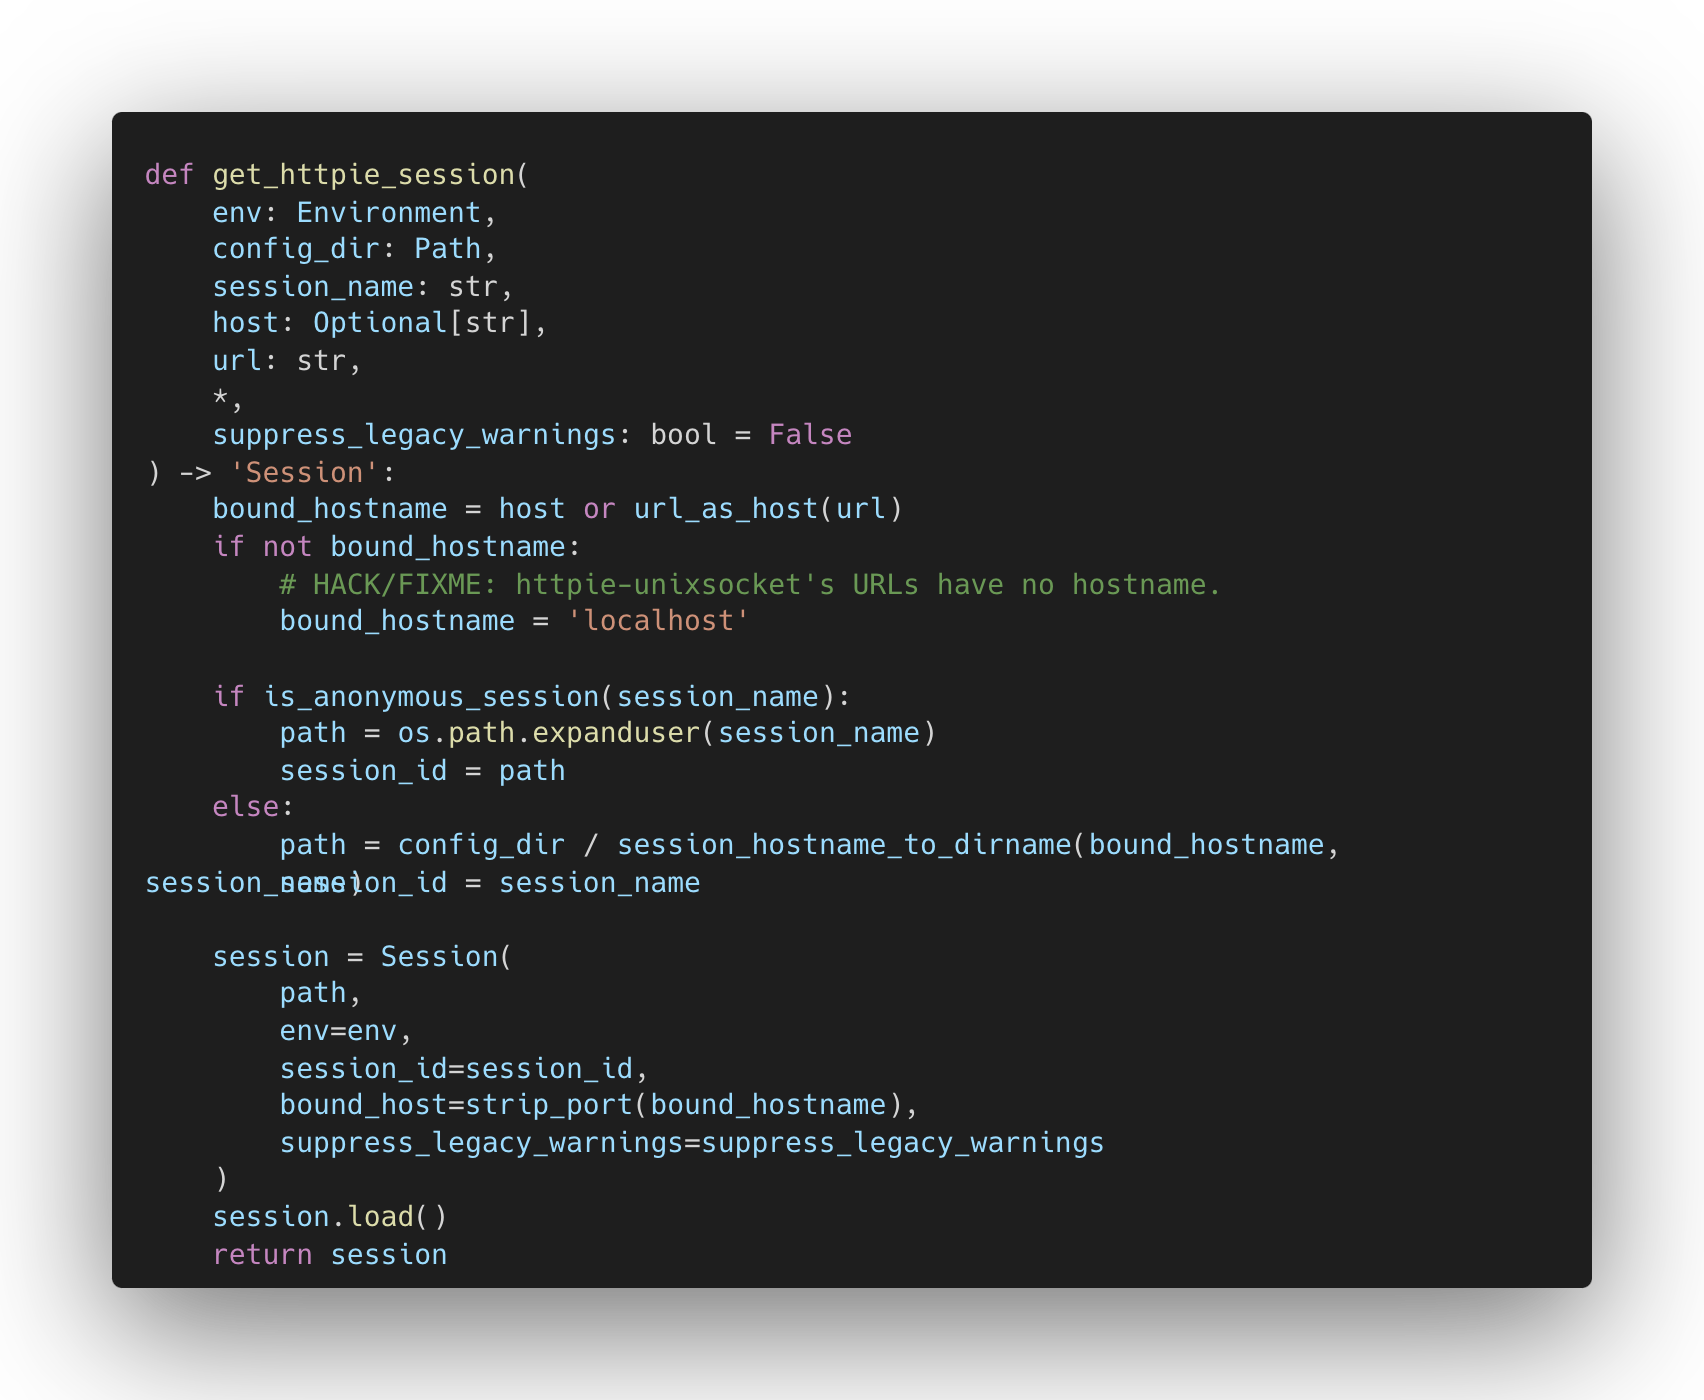 def get_httpie_session(
    env: Environment,
    config_dir: Path,
    session_name: str,
    host: Optional[str],
    url: str,
    *,
    suppress_legacy_warnings: bool = False
) -> 'Session':
    bound_hostname = host or url_as_host(url)
    if not bound_hostname:
        # HACK/FIXME: httpie-unixsocket's URLs have no hostname.
        bound_hostname = 'localhost'

    if is_anonymous_session(session_name):
        path = os.path.expanduser(session_name)
        session_id = path
    else:
        path = config_dir / session_hostname_to_dirname(bound_hostname,
session_name)
        session_id = session_name

    session = Session(
        path,
        env=env,
        session_id=session_id,
        bound_host=strip_port(bound_hostname),
        suppress_legacy_warnings=suppress_legacy_warnings
    )
    session.load()
    return session